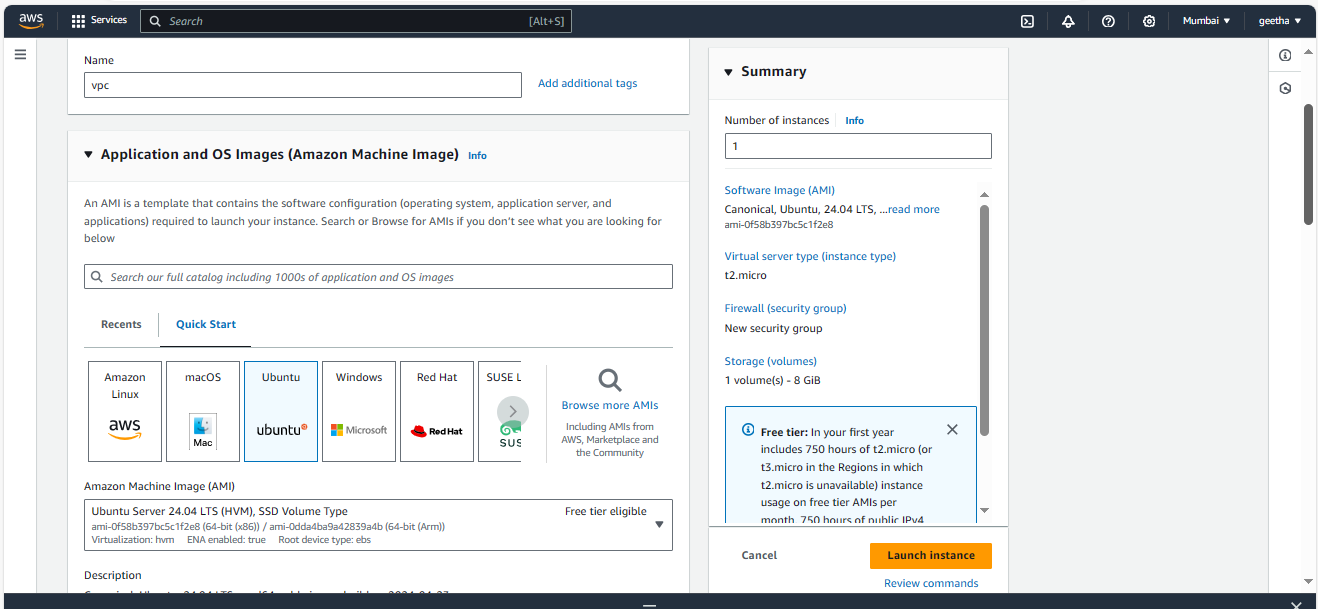 aws
Services
Search
[Alt+S]
Mumbai
geetha
Name
vpc
Add additional tags
Application and OS Images (Amazon Machine Image)
Info
An AMI is a template that contains the software configuration (operating system, application server, and
applications) required to launch your instance. Search or Browse for AMIs if you don't see what you are looking for
below
Search our full catalog including 1000s of application and OS images
Recents
Quick Start
Amazon
Linux
aws
macOS
Mac
Ubuntu
ubuntu
Windows
Microsoft
Red Hat
Red Hat
SUSE L
SUS
Browse more AMIs
Including AMIs from
AWS, Marketplace and
the Community
Amazon Machine Image (AMI)
Ubuntu Server 24.04 LTS (HVM), SSD Volume Type
Free tier eligible
ami-0f58b397bc5c1f2e8 (64-bit (x86)) / ami-0dda4ba9a42839a4b (64-bit (Arm))
Virtualization: hvm ENA enabled: true Root device type: ebs
Description
Summary
Number of instances
Info
1
Software Image (AMI)
Canonical, Ubuntu, 24.04 LTS, ...read more
ami-0f58b397bc5c1f2e8
Virtual server type (instance type)
t2.micro
Firewall (security group)
New security group
Storage (volumes)
1 volume(s) - 8 GiB
Free tier: In your first year
includes 750 hours of t2.micro (or
t3.micro in the Regions in which
t2.micro is unavailable) instance
usage on free tier AMIs per
month, 750 hours of public IPv4
Cancel
Launch instance
Review commands